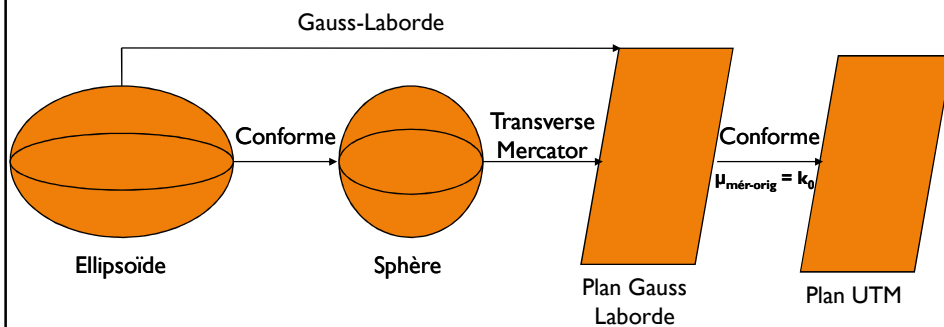 Gauss-Laborde
Conforme
Transverse
Mercator
Conforme
μmér-orig = k0
Ellipsoïde
Sphère
Plan Gauss
Laborde
Plan UTM